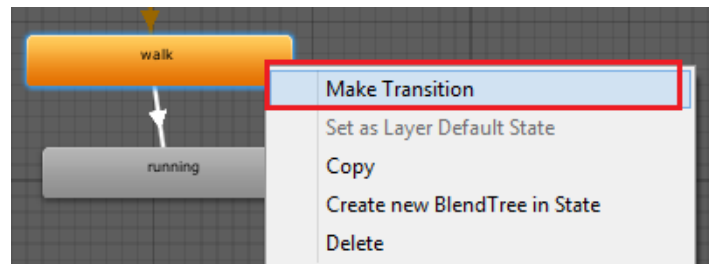 walk
running
Make Transition
Set as Layer Default State
Copy
Create new BlendTree in State
Delete